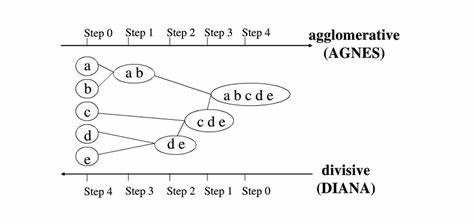 Step 0 Step 1 Step 2 Step 3 Step 4
agglomerative
(AGNES)
a
a b
b
a b c d e
c
c d e
d
d e
e
divisive
(DIANA)
Step 4 Step 3 Step 2 Step 1 Step 0